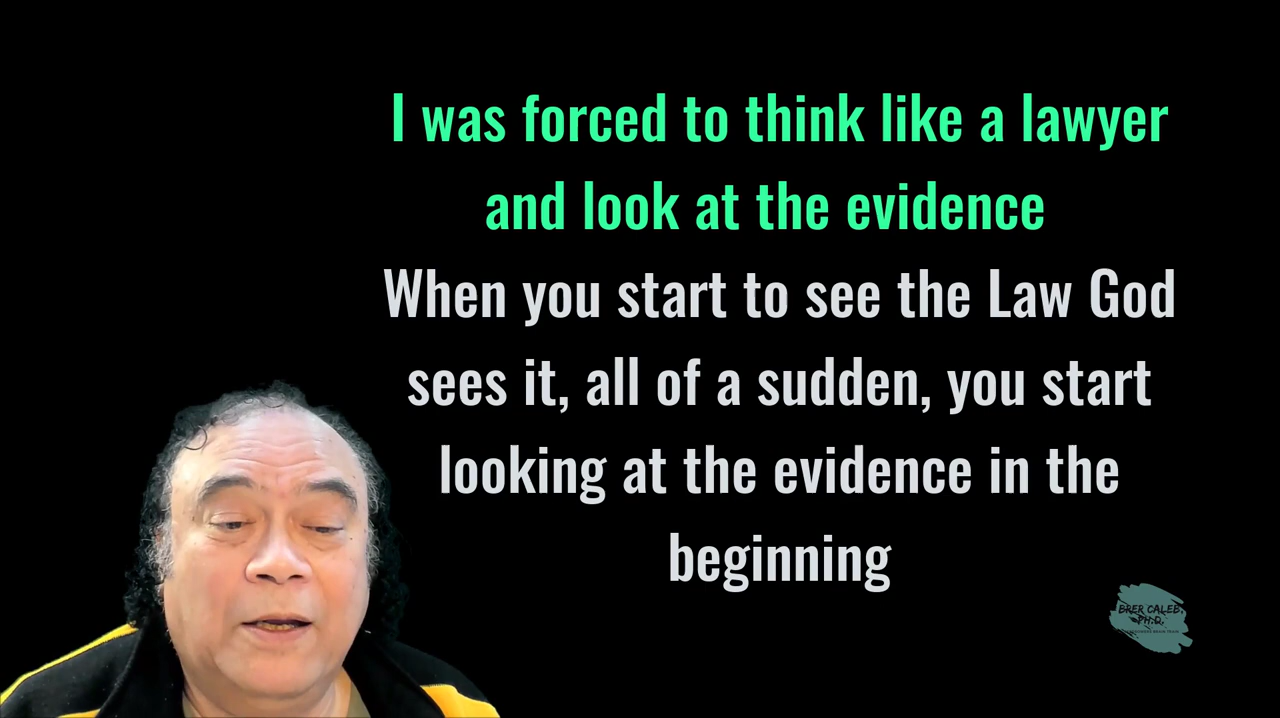 I was forced to think like a lawyer
and look at the evidence
When you start to see the Law God
sees it, all of a sudden, you start
looking at the evidence in the
beginning
BRER CALEB,
PH.D.